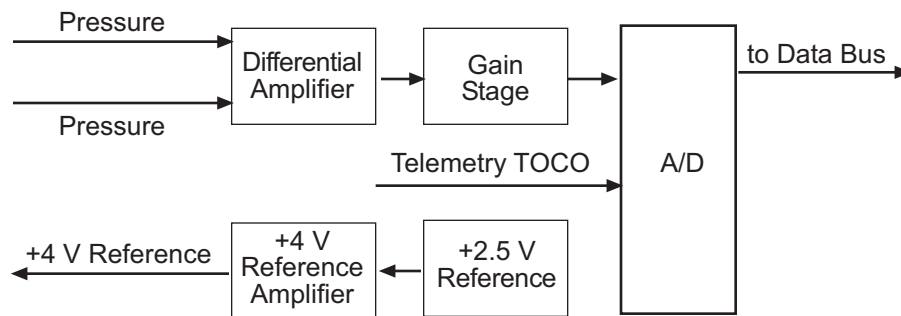 Pressure
Differential
Amplifier
Gain
Stage
to Data Bus
Pressure
Telemetry TOCO
A/D
+4 V Reference
+4 V
Reference
Amplifier
+2.5 V
Reference